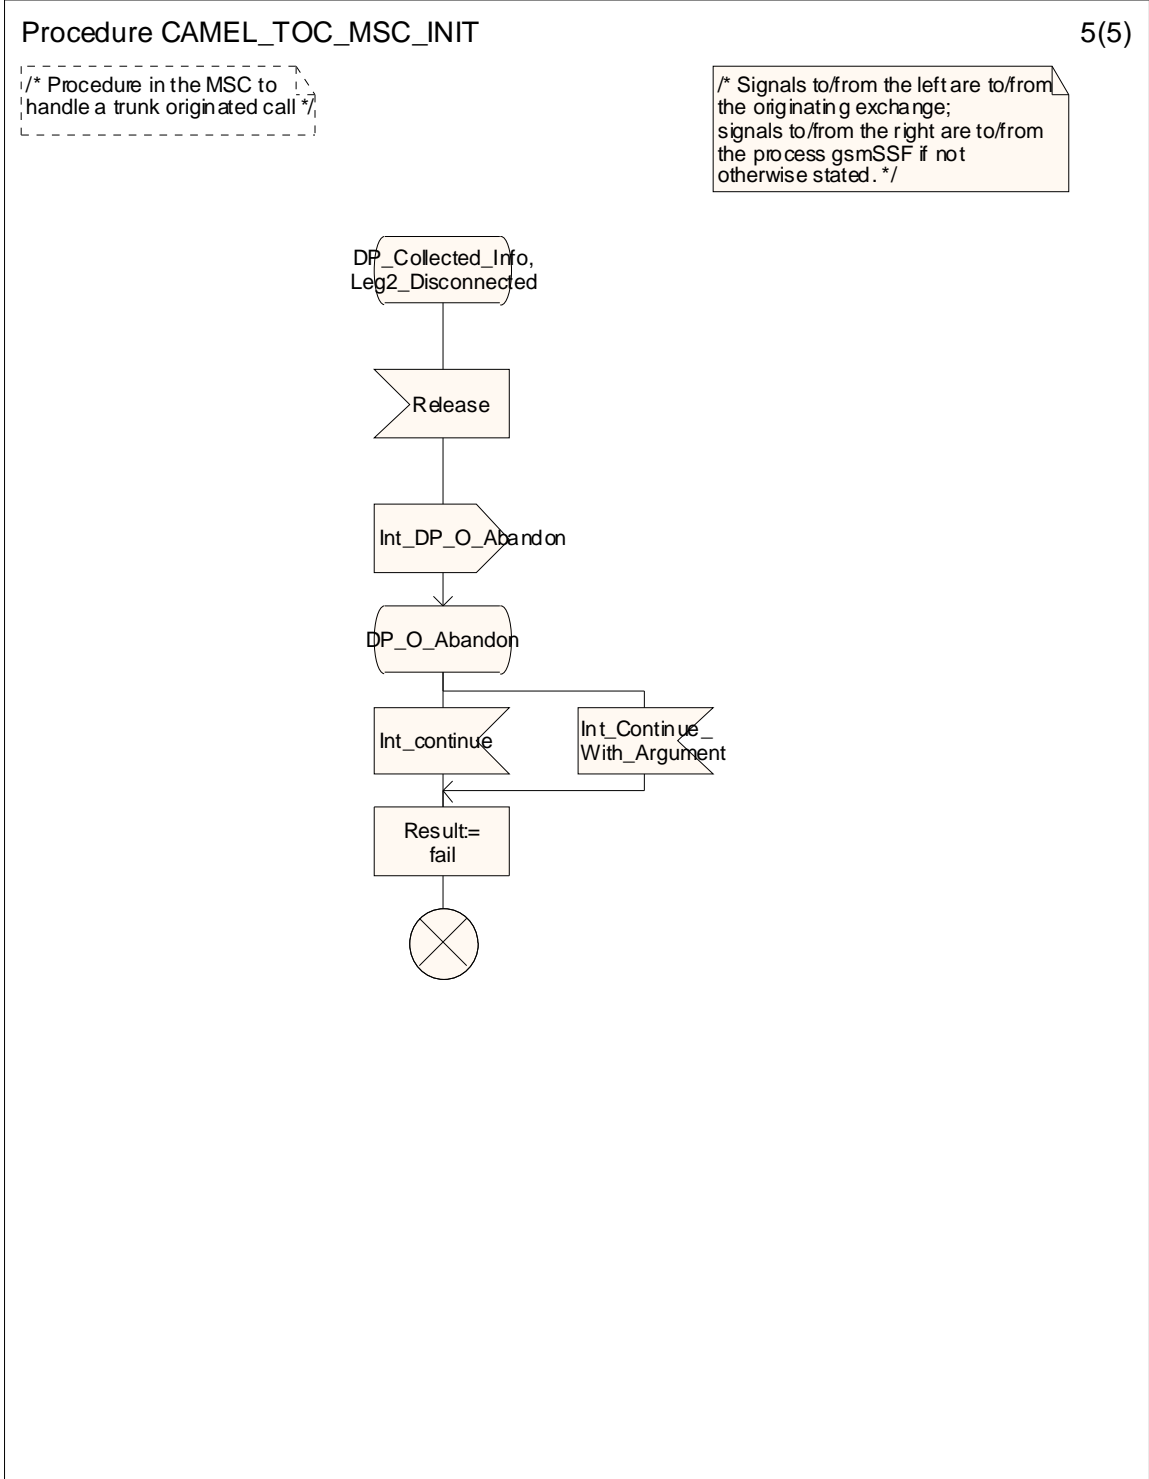 Procedure CAMEL_TOC_MSC_INIT
5(5)
/* Procedure in the MSC to
handle a trunk originated call */
/* Signals to/from the left are to/from
the originating exchange;
signals to/from the right are to/from
the process gsmSSF if not
otherwise stated. */
DP_Collected_Info,
Leg2_Disconnected
Release
Int_DP_O_Abandon
DP_O_Abandon
Int_continue
Int_Continue_
With_Argument
Result:=
fail